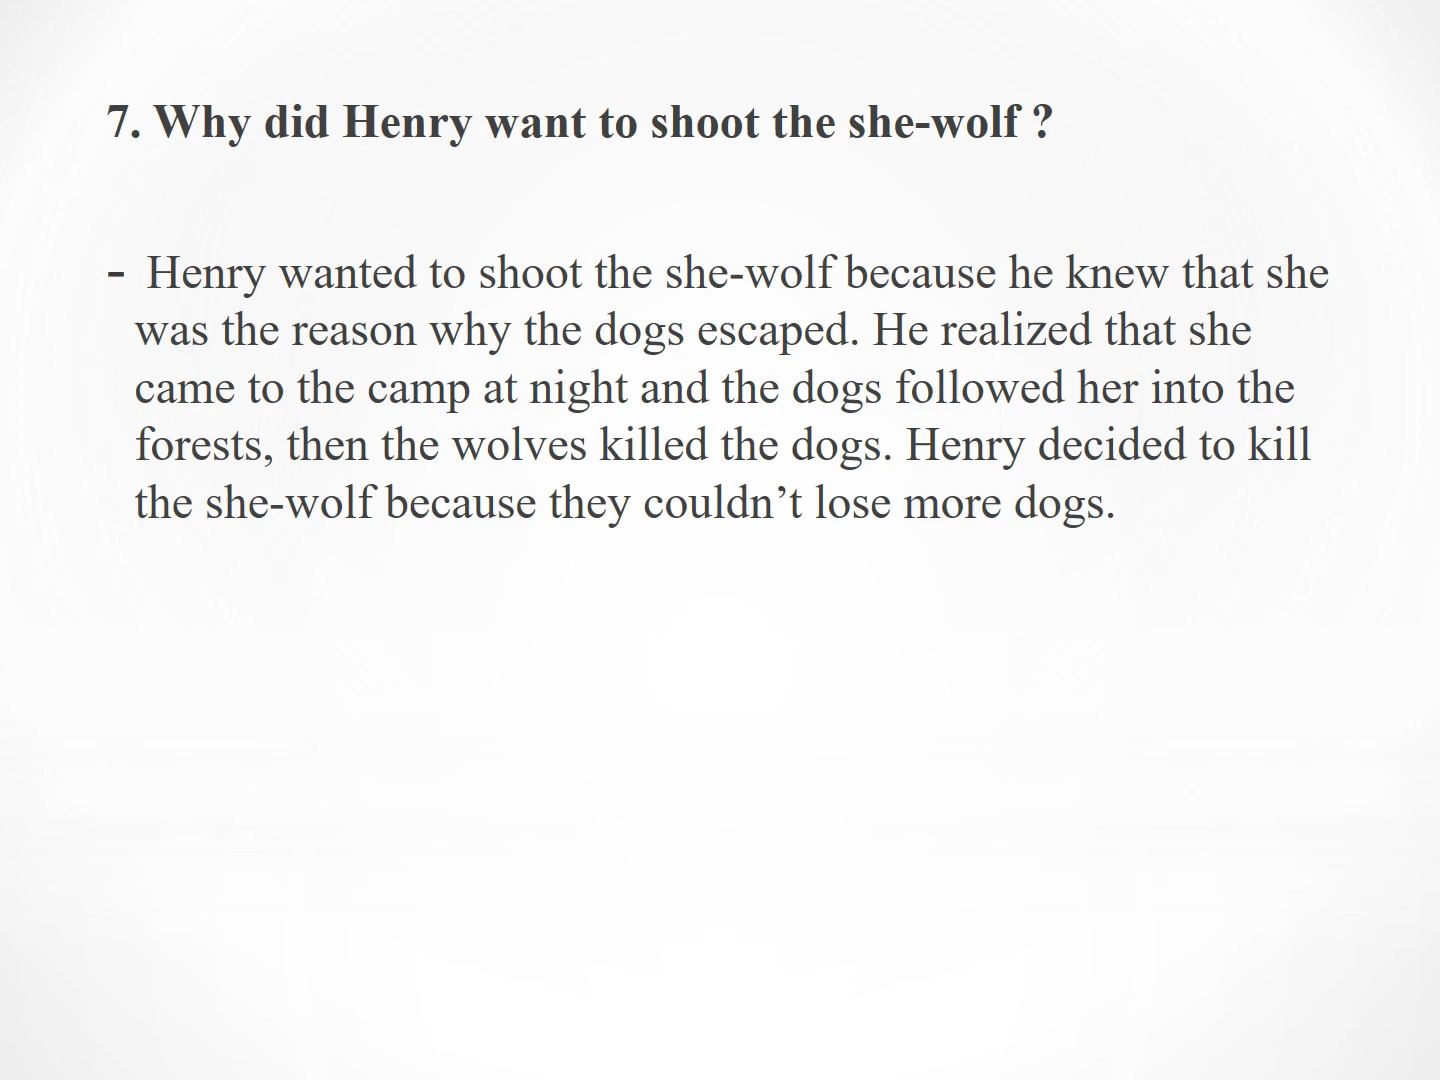 7. Why did Henry want to shoot the she-wolf ?
- Henry wanted to shoot the she-wolf because he knew that she
was the reason why the dogs escaped. He realized that she
came to the camp at night and the dogs followed her into the
forests, then the wolves killed the dogs. Henry decided to kill
the she-wolf because they couldn’t lose more dogs.